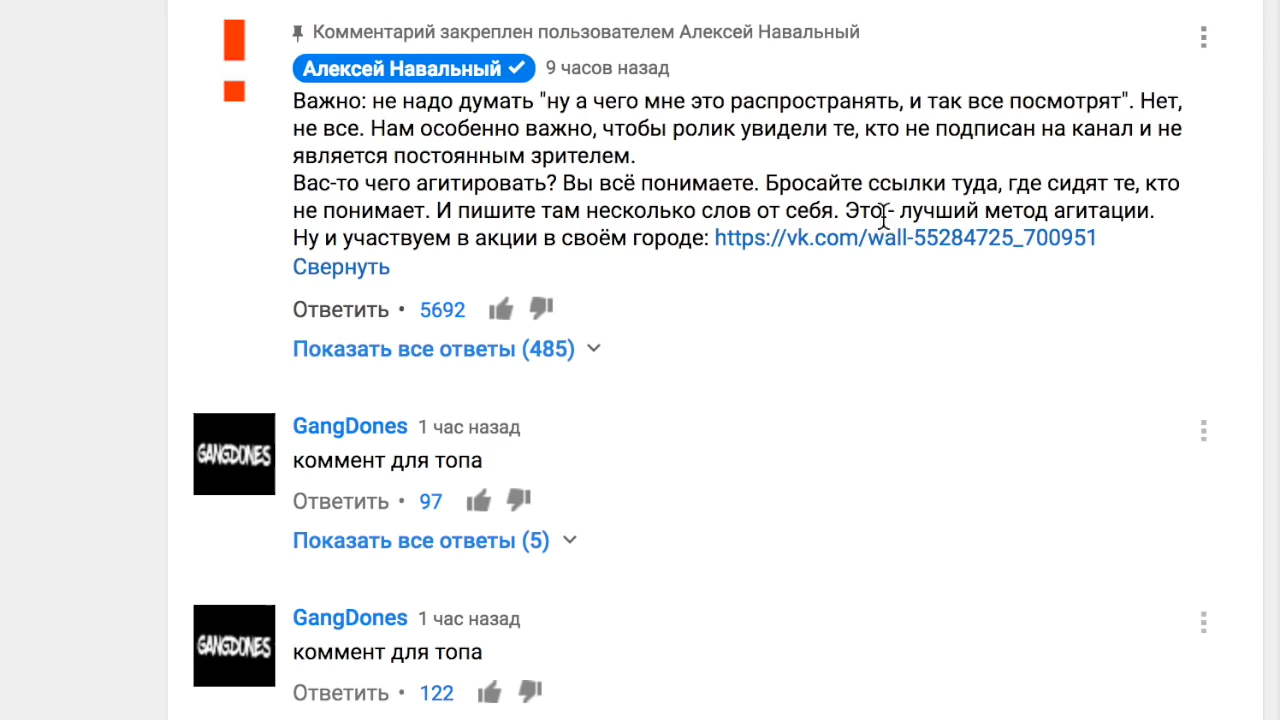 Комментарий закреплен пользователем Алексей Навальный
Алексей Навальный 9 часов назад
Важно: не надо думать "ну а чего мне это распространять, и так все посмотрят". Нет,
не все. Нам особенно важно, чтобы ролик увидели те, кто не подписан на канал и не
является постоянным зрителем.
Вас-то чего агитировать? Вы всё понимаете. Бросайте ссылки туда, где сидят те, кто
не понимает. И пишите там несколько слов от себя. Это - лучший метод агитации.
Ну и участвуем в акции в своём городе: https://vk.com/wall-55284725_700951
Свернуть
Ответить • 5692
Показать все ответы (485)
GANGDONES
GangDones 1 час назад
коммент для топа
Ответить • 97
Показать все ответы (5)
GANGDONES
GangDones 1 час назад
коммент для топа
Ответить • 122